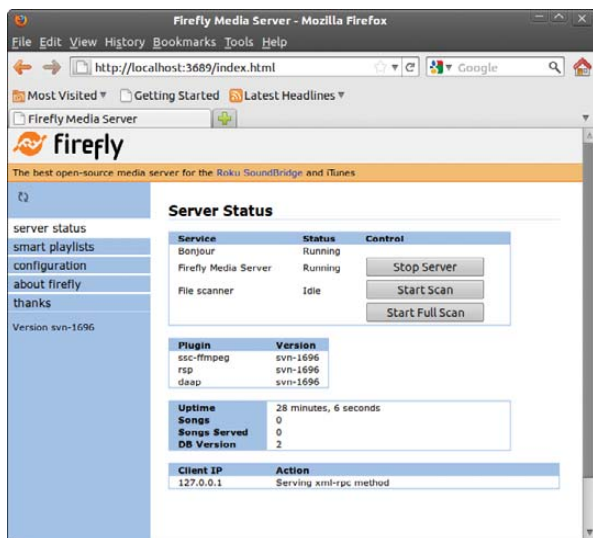 Firefly Media Server - Mozilla Firefox
File Edit View History Bookmarks Tools Help
http://localhost:3689/index.html Google
Most Visited Getting Started Latest Headlines
Firefly Media Server
firefly
The best open-source media server for the Roku SoundBridge and iTunes
server status
smart playlists
configuration
about firefly
thanks
Version svn-1696
Server Status
Service Status Control
Bonjour Running
Firefly Media Server Running Stop Server
File scanner Idle Start Scan
Start Full Scan
Plugin Version
ssc-ffmpeg svn-1696
rsp svn-1696
daap svn-1696
Uptime 28 minutes, 6 seconds
Songs 0
Songs Served 0
DB Version 2
Client IP Action
127.0.0.1 Serving xml-rpc method